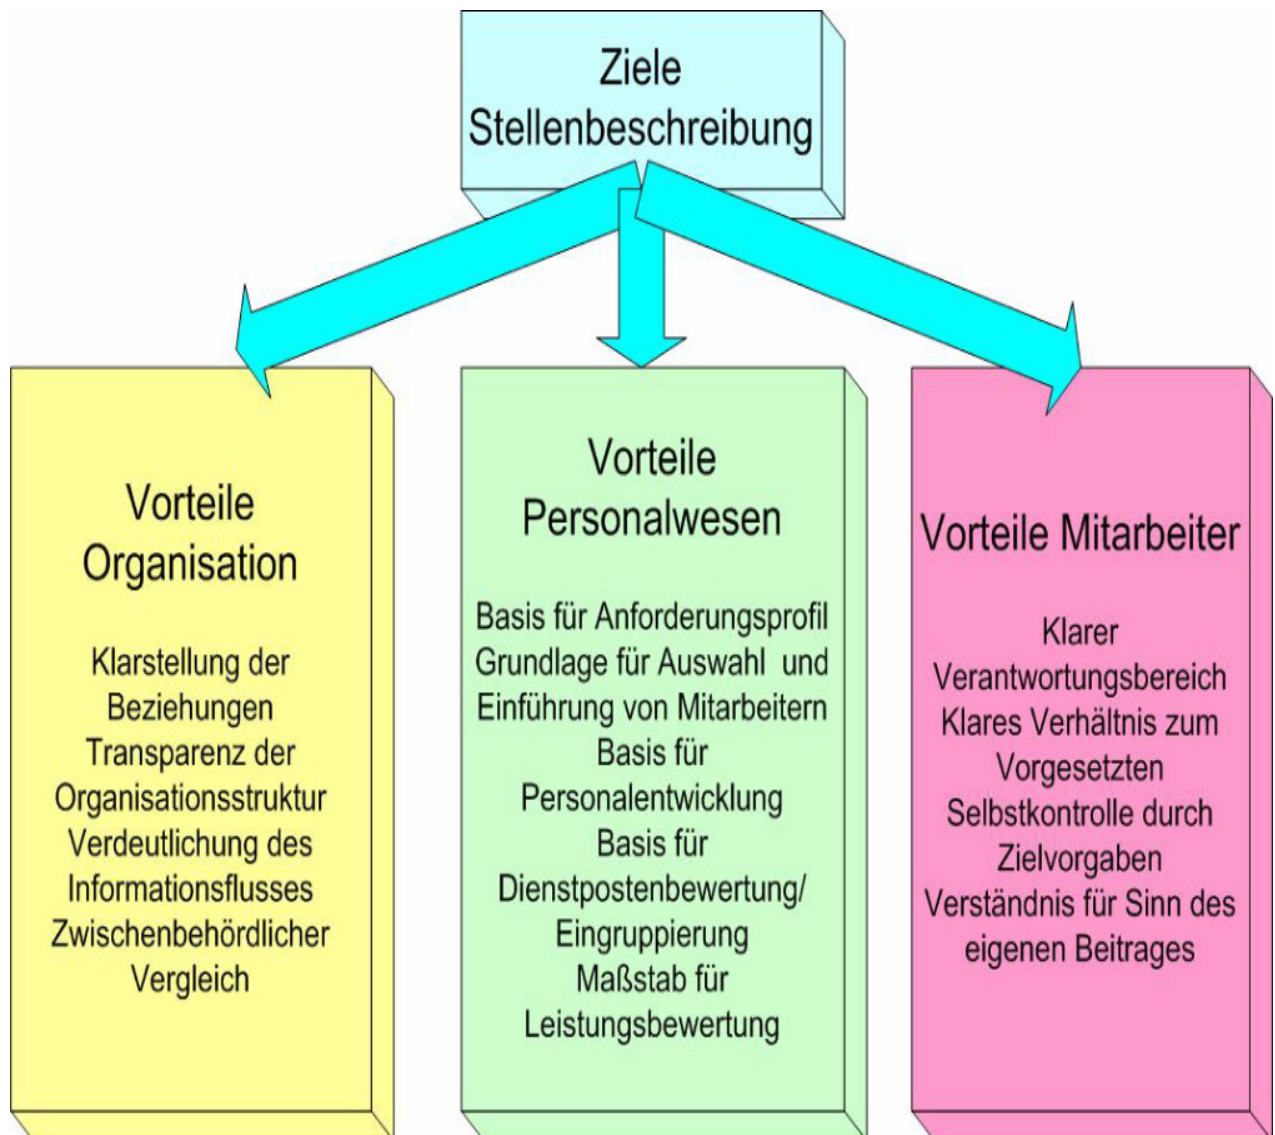 Ziele
Stellenbeschreibung
Vorteile
Organisation
Klarstellung der
Beziehungen
Transparenz der
Organisationsstruktur
Verdeutlichung des
Informationsflusses
Zwischenbehördlicher
Vergleich
Vorteile
Personalwesen
Basis für Anforderungsprofil
Grundlage für Auswahl und
Einführung von Mitarbeitern
Basis für
Personalentwicklung
Basis für
Dienstpostenbewertung/
Eingruppierung
Maßstab für
Leistungsbewertung
Vorteile Mitarbeiter
Klarer
Verantwortungsbereich
Klares Verhältnis zum
Vorgesetzten
Selbstkontrolle durch
Zielvorgaben
Verständnis für Sinn des
eigenen Beitrages